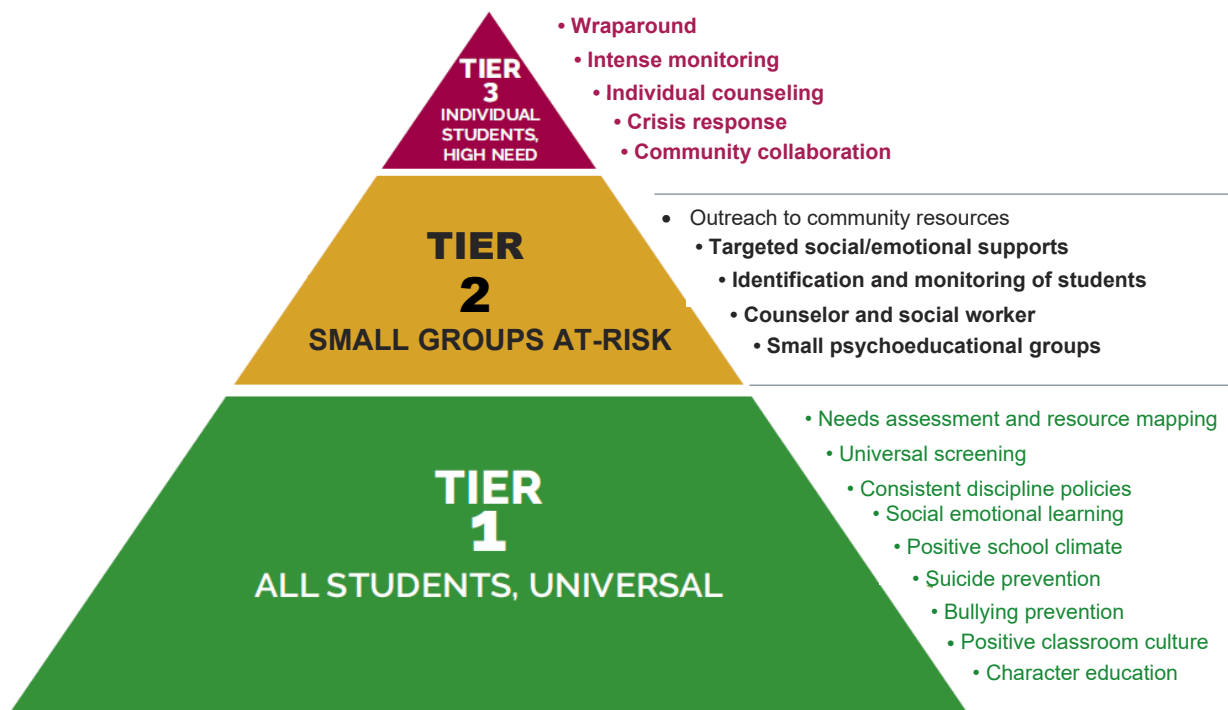 TIER
3
INDIVIDUAL
STUDENTS,
HIGH NEED
• Wraparound
• Intense monitoring
• Individual counseling
• Crisis response
• Community collaboration
TIER
2
SMALL GROUPS AT-RISK
• Outreach to community resources
• Targeted social/emotional supports
• Identification and monitoring of students
• Counselor and social worker
• Small psychoeducational groups
TIER
1
ALL STUDENTS, UNIVERSAL
• Needs assessment and resource mapping
• Universal screening
• Consistent discipline policies
• Social emotional learning
• Positive school climate
• Suicide prevention
• Bullying prevention
• Positive classroom culture
• Character education